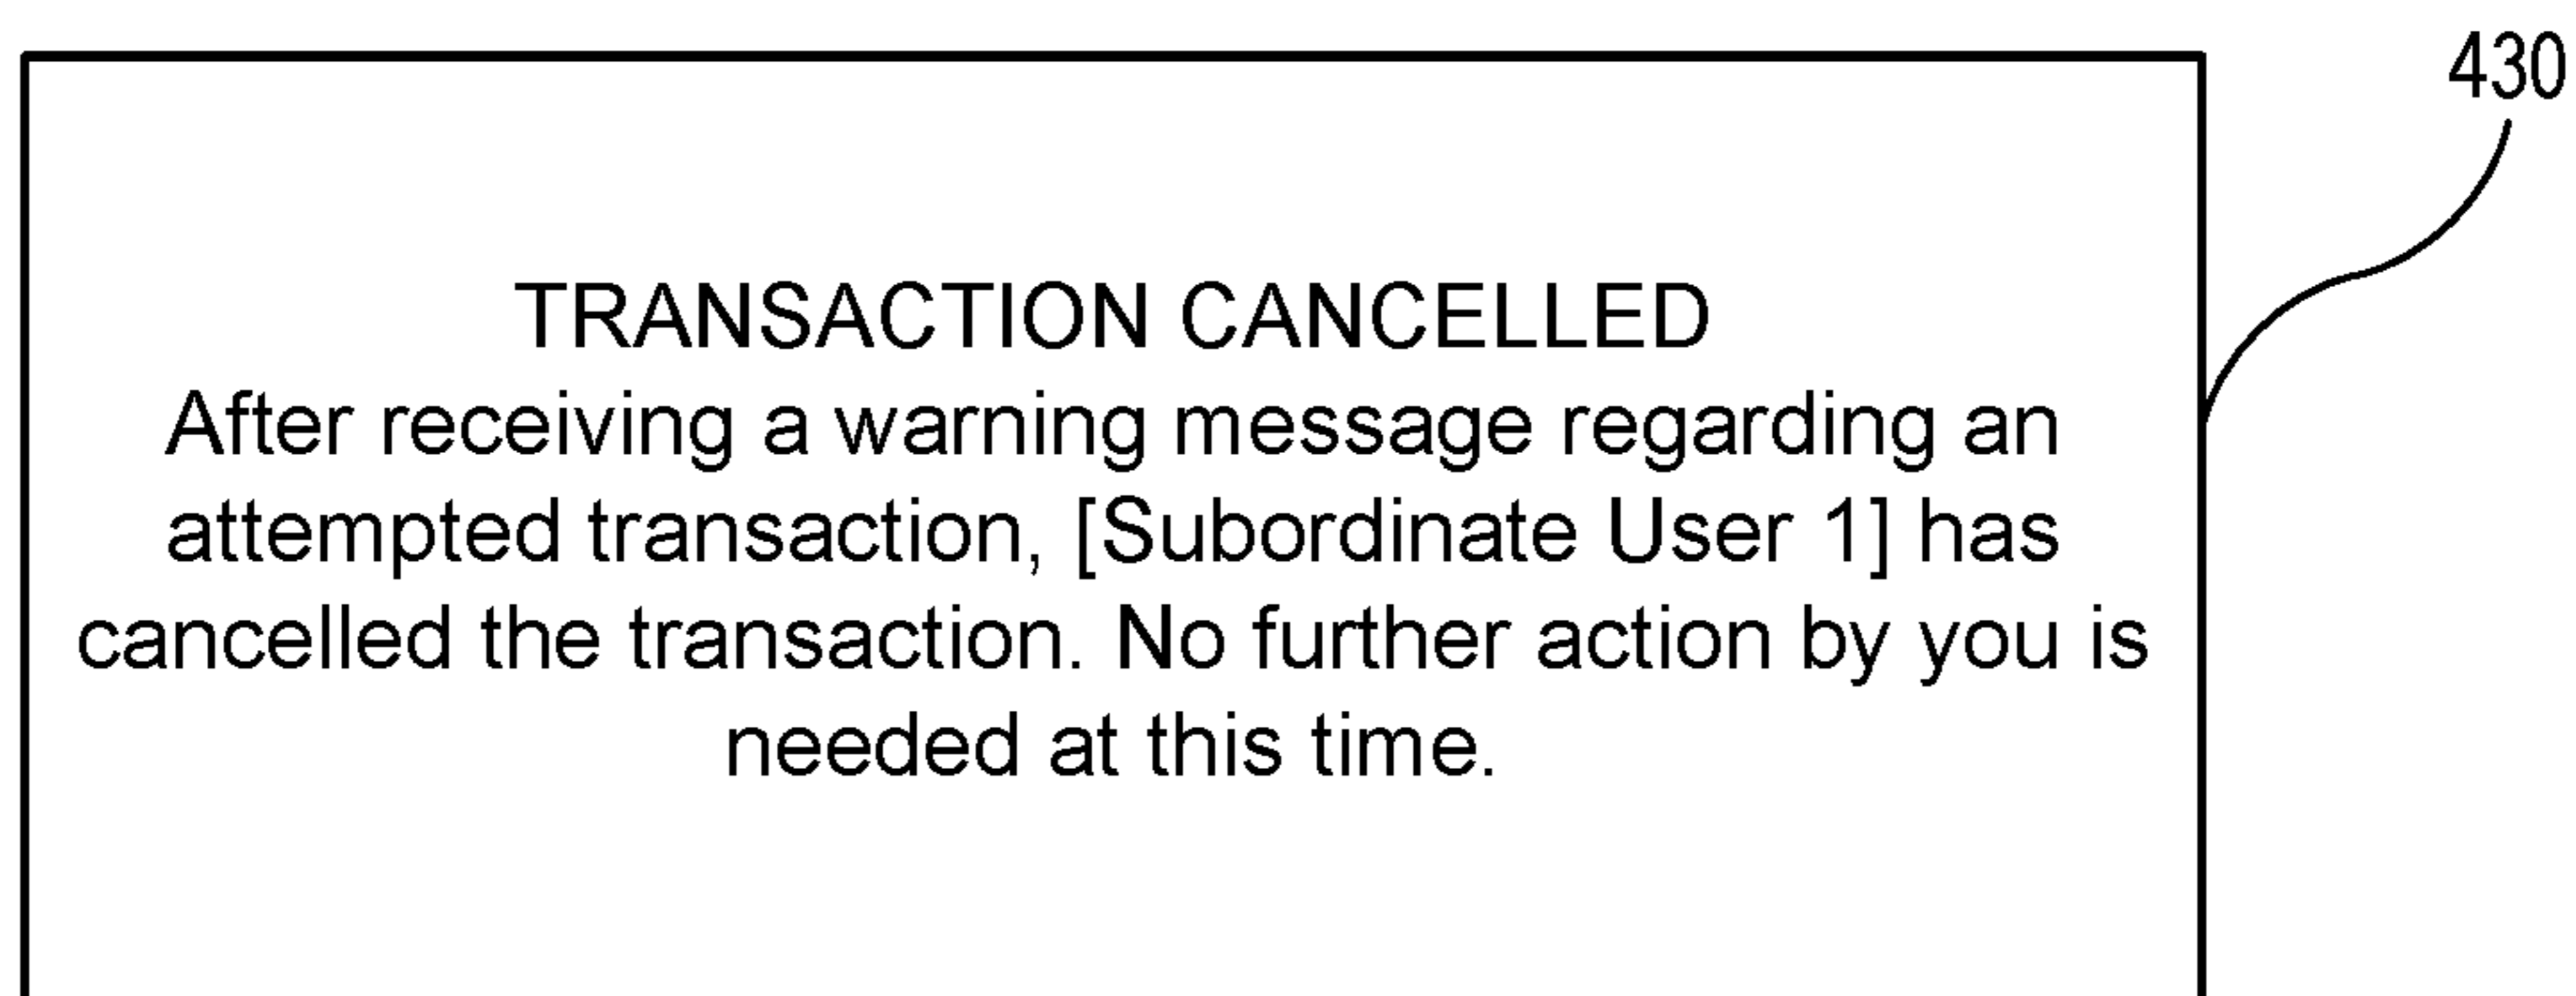 430
TRANSACTION CANCELLED
After receiving a warning message regarding an
attempted transaction, [Subordinate User 1] has
cancelled the transaction. No further action by you is
needed at this time.